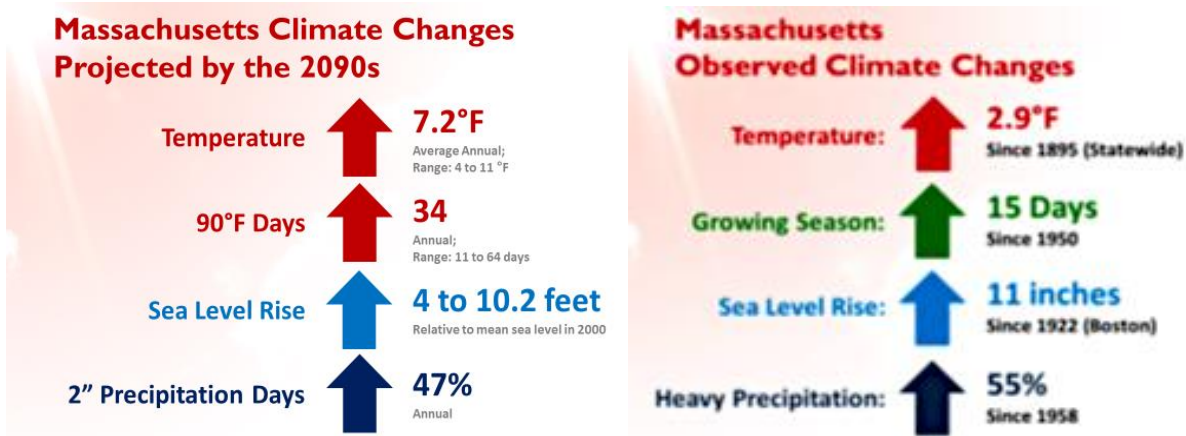 Massachusetts Climate Changes
Projected by the 2090s
Temperature
7.2°F
Average Annual;
Range: 4 to 11 °F
90°F Days
34
Annual;
Range: 11 to 64 days
Sea Level Rise
4 to 10.2 feet
Relative to mean sea level in 2000
2” Precipitation Days
47%
Annual
Massachusetts
Observed Climate Changes
Temperature:
2.9°F
Since 1895 (Statewide)
Growing Season:
15 Days
Since 1950
Sea Level Rise:
11 inches
Since 1922 (Boston)
Heavy Precipitation:
55%
Since 1958